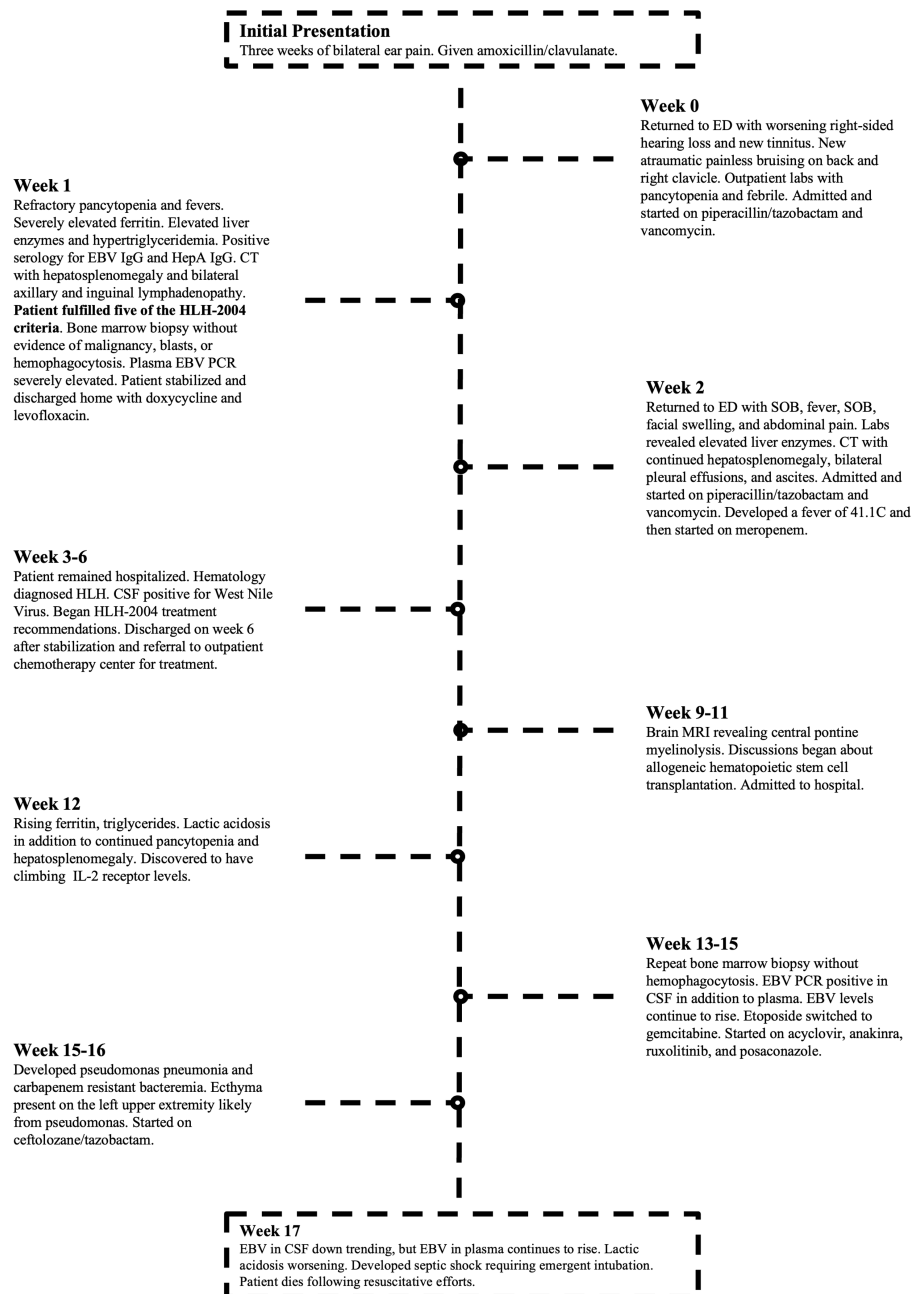 Initial Presentation
Three weeks of bilateral ear pain. Given amoxicillin/clavulanate.
Week 0
Returned to ED with worsening right-sided
hearing loss and new tinnitus. New
atraumatic painless bruising on back and
right clavicle. Outpatient labs with
pancytopenia and febrile. Admitted and
started on piperacillin/tazobactam and
vancomycin.
Week 1
Refractory pancytopenia and fevers.
Severely elevated ferritin. Elevated liver
enzymes and hypertriglyceridemia. Positive
serology for EBV IgG and HepA IgG. CT
with hepatosplenomegaly and bilateral
axillary and inguinal lymphadenopathy.
Patient fulfilled five of the HLH-2004
criteria. Bone marrow biopsy without
evidence of malignancy, blasts, or
hemophagocytosis. Plasma EBV PCR
severely elevated. Patient stabilized and
discharged home with doxycycline and
levofloxacin.
Week 2
Returned to ED with SOB, fever, SOB,
facial swelling, and abdominal pain. Labs
revealed elevated liver enzymes. CT with
continued hepatosplenomegaly, bilateral
pleural effusions, and ascites. Admitted and
started on piperacillin/tazobactam and
vancomycin. Developed a fever of 41.1C and
then started on meropenem.
Week 3-6
Patient remained hospitalized. Hematology
diagnosed HLH. CSF positive for West Nile
Virus. Began HLH-2004 treatment
recommendations. Discharged on week 6
after stabilization and referral to outpatient
chemotherapy center for treatment.
Week 9-11
Brain MRI revealing central pontine
myelinolysis. Discussions began about
allogeneic hematopoietic stem cell
transplantation. Admitted to hospital.
Week 12
Rising ferritin, triglycerides. Lactic acidosis
in addition to continued pancytopenia and
hepatosplenomegaly. Discovered to have
climbing IL-2 receptor levels.
Week 13-15
Repeat bone marrow biopsy without
hemophagocytosis. EBV PCR positive in
CSF in addition to plasma. EBV levels
continue to rise. Etoposide switched to
gemcitabine. Started on acyclovir, anakinra,
ruxolitinib, and posaconazole.
Week 15-16
Developed pseudomonas pneumonia and
carbapenem resistant bacteremia. Ecthyma
present on the left upper extremity likely
from pseudomonas. Started on
ceftolozane/tazobactam.
Week 17
EBV in CSF down trending, but EBV in plasma continues to rise. Lactic
acidosis worsening. Developed septic shock requiring emergent intubation.
Patient dies following resuscitative efforts.